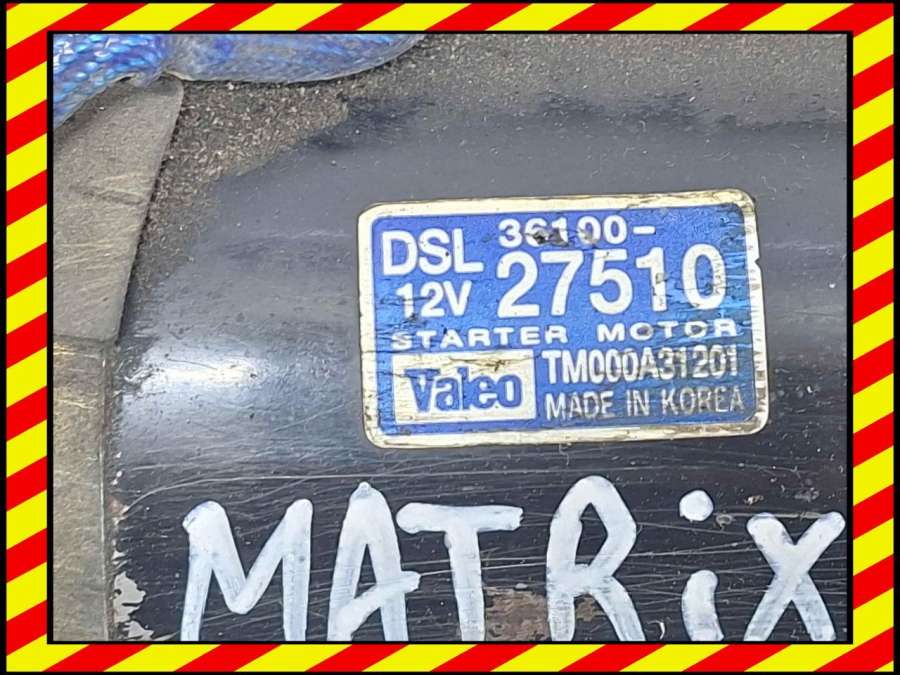 DSL 36100-
12V 27510
STARTER MOTOR
Valeo TM000A31201
MADE IN KOREA
MATRiX